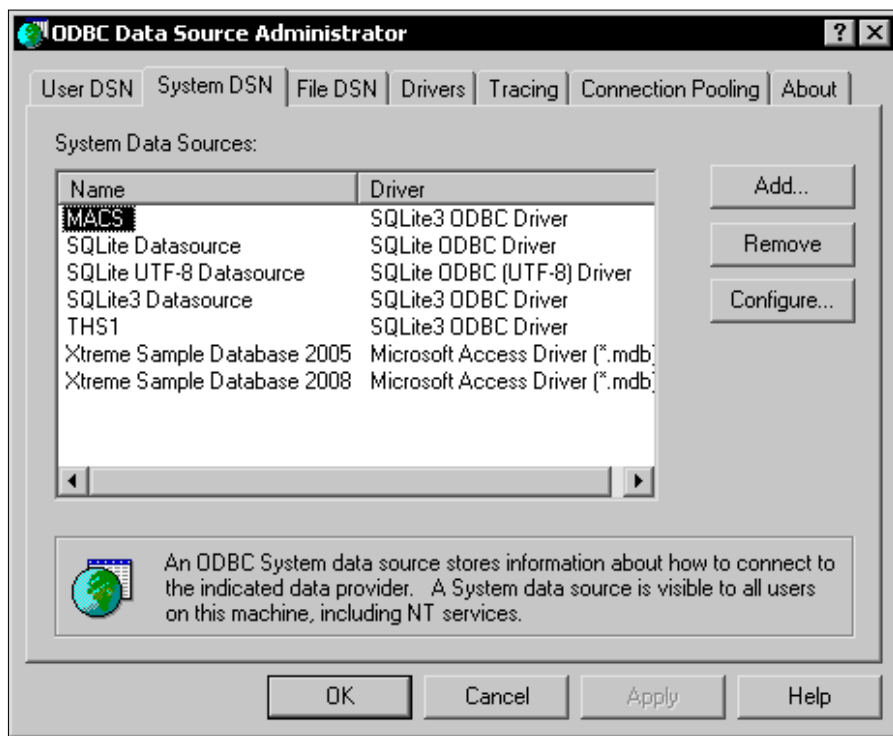 ODBC Data Source Administrator
User DSN System DSN File DSN Drivers Tracing Connection Pooling About
System Data Sources:
Name Driver
MACS SQLite3 ODBC Driver
SQLite Datasource SQLite ODBC Driver
SQLite UTF-8 Datasource SQLite ODBC (UTF-8) Driver
SQLite3 Datasource SQLite3 ODBC Driver
THS1 SQLite3 ODBC Driver
Xtreme Sample Database 2005 Microsoft Access Driver (*.mdb)
Xtreme Sample Database 2008 Microsoft Access Driver (*.mdb)
Add...
Remove
Configure...
An ODBC System data source stores information about how to connect to
the indicated data provider. A System data source is visible to all users
on this machine, including NT services.
OK Cancel Apply Help